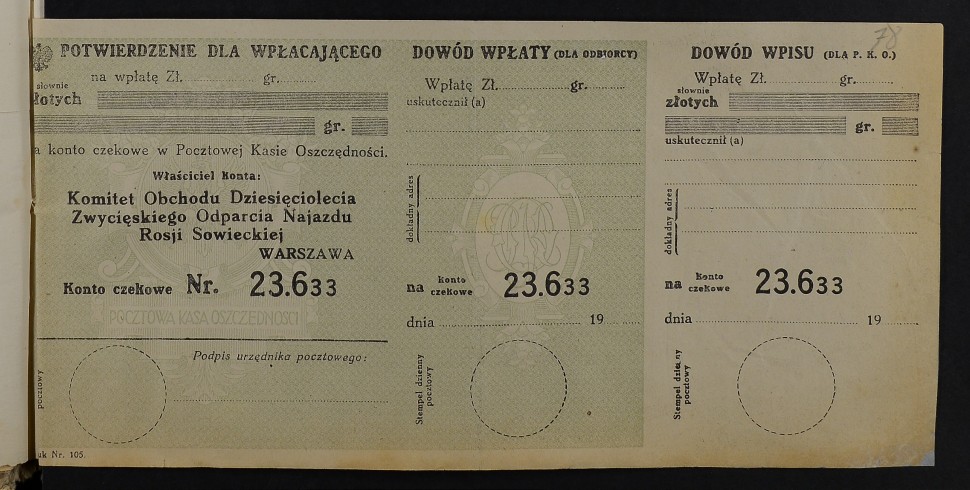 78
POTWIERDZENIE DLA WPŁACAJĄCEGO
na wpłatę Zł. gr.
słownie
złotych
gr.
a konto czekowe w Pocztowej Kasie Oszczędności.
Właściciel Konta:
Komitet Obchodu Dziesięciolecia
Zwycięskiego Odparcia Najazdu
Rosji Sowieckiej
WARSZAWA
Konto czekowe Nr. 23.633
POCZTOWA KASA OSZCZĘDNOŚCI
Podpis urzędnika pocztowego:
pocztowy
uk Nr. 105.
DOWÓD WPŁATY (DLA ODBIORCY)
Wpłatę Zł. gr.
uskutecznił (a)
dokładny adres
na Konto czekowe 23.633
dnia 19
Stempel dzienny
pocztowy
DOWÓD WPISU (DLA P. K. O.)
Wpłatę Zł. gr.
słownie
złotych
gr.
uskutecznił (a)
dokładny adres
na Konto czekowe 23.633
dnia 19
Stempel dzienny
pocztowy